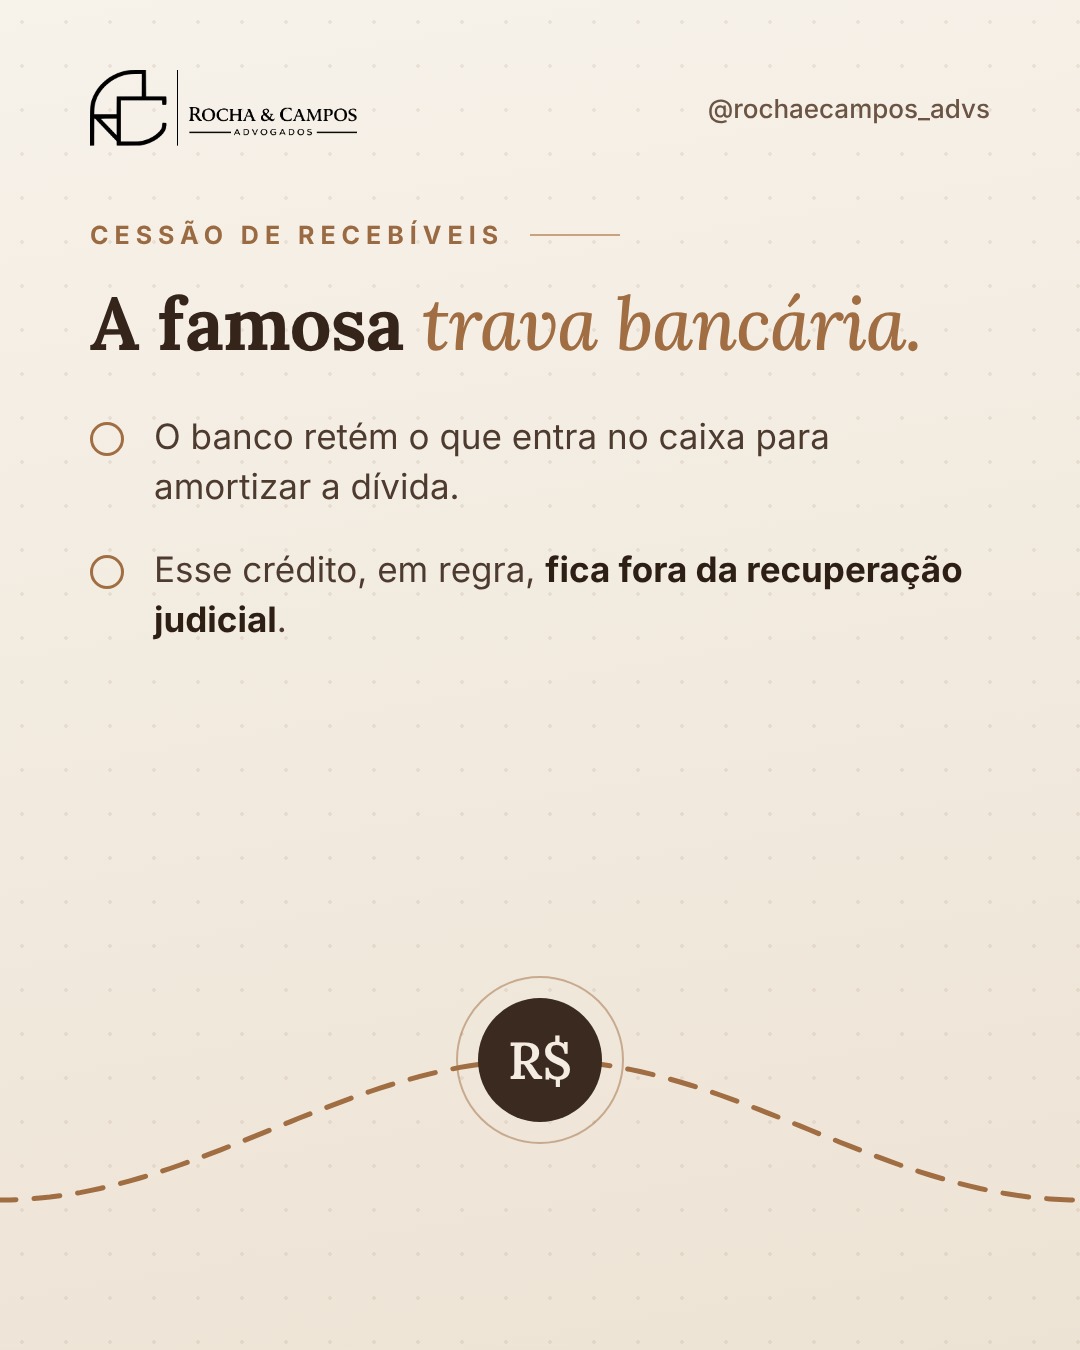 ROCHA & CAMPOS
ADVOGADOS
@rochaecampos_advs
CESSÃO DE RECEBÍVEIS
A famosa trava bancária.
O banco retém o que entra no caixa para
amortizar a dívida.
Esse crédito, em regra, fica fora da recuperação
judicial.
R$